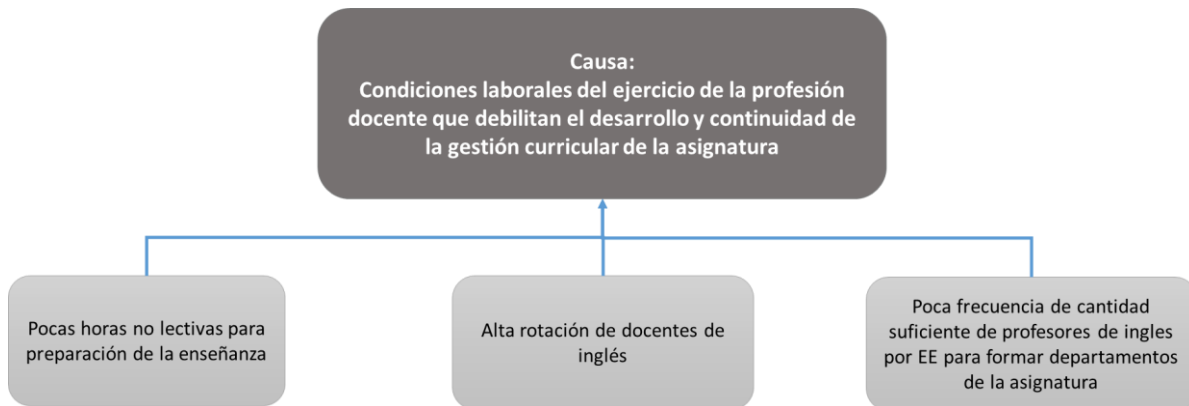 Causa:
Condiciones laborales del ejercicio de la profesión
docente que debilitan el desarrollo y continuidad de
la gestión curricular de la asignatura
Pocas horas no lectivas para
preparación de la enseñanza
Alta rotación de docentes de
inglés
Poca frecuencia de cantidad
suficiente de profesores de ingles
por EE para formar departamentos
de la asignatura